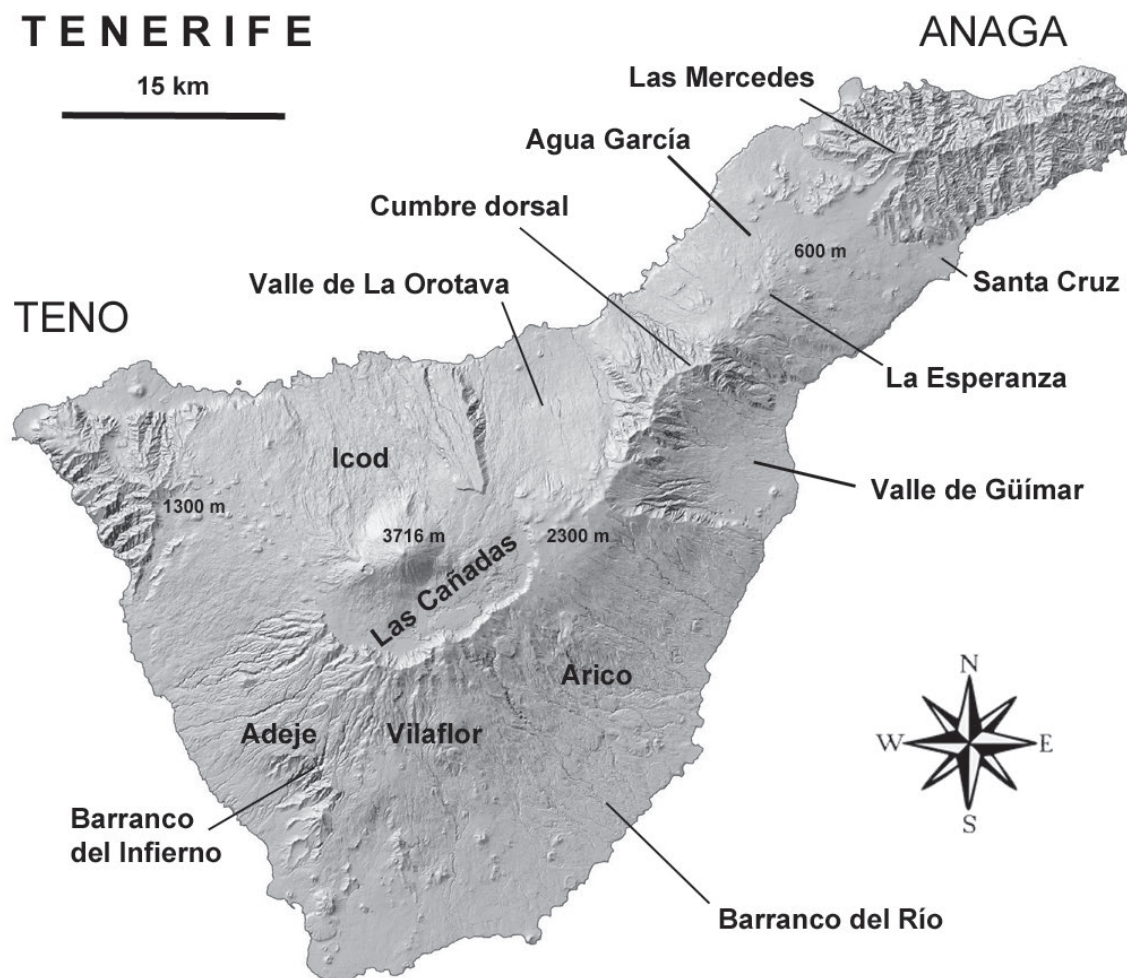 TENERIFE
15 km
ANAGA
Las Mercedes
Agua García
Cumbre dorsal
600 m
Valle de La Orotava
Santa Cruz
TENO
La Esperanza
Icod
Valle de Güímar
1300 m
3716 m
2300 m
Las Cañadas
Arico
N
Adeje
Vilaflor
W
E
S
Barranco
del Infierno
Barranco del Río